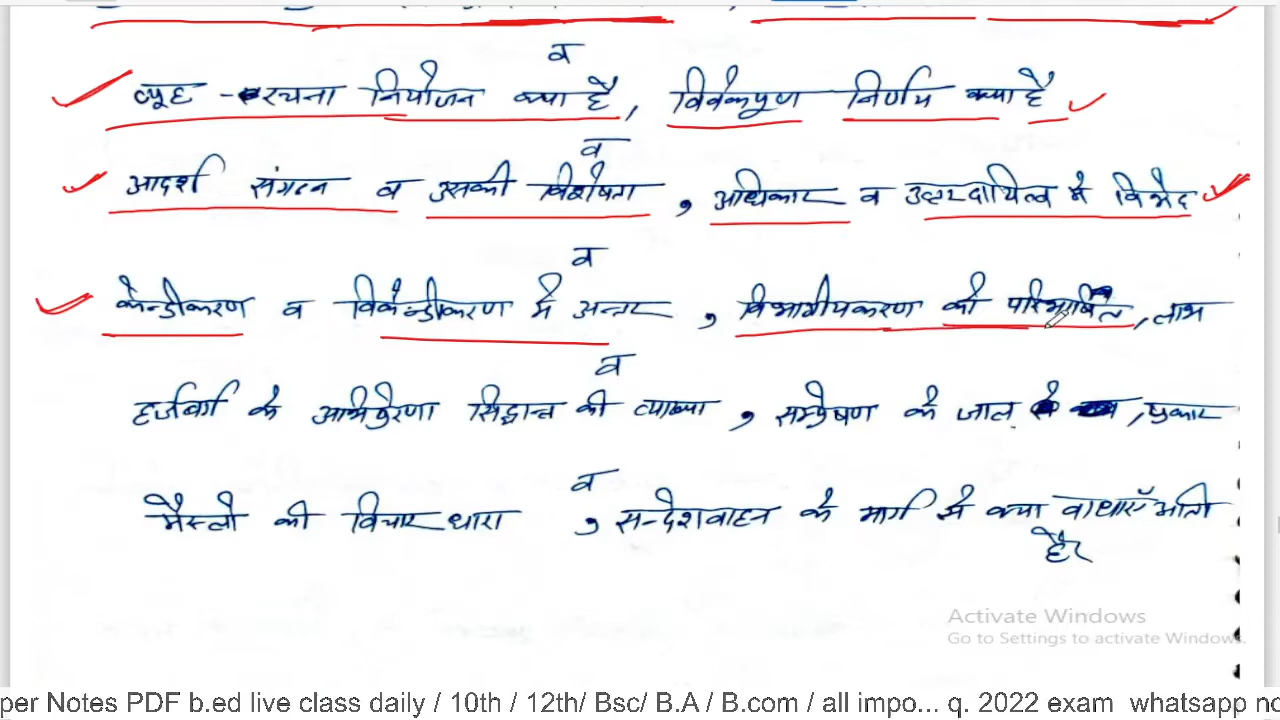 व
व्यूह - रचना नियोजन क्या है, विवेकपूण निर्णय क्या है
व
आदर्श संगठन व उसकी विशेषता , अधिकार व उत्तरदायित्व मे विभेद
व
केन्द्रीकरण व विकेन्द्रीकरण में अन्तर , विभागीयकरण की परिभाषित, लाभ
व
हर्जबर्ग के अभिप्रेरणा सिद्धान्त की व्याख्या , सम्प्रेषण के जाल , प्रकार
व
मैस्लो की विचारधारा , सन्देशवाहन के मार्ग मे क्या बाधाएँ आती
है
Activate Windows
Go to Settings to activate Windows.
per Notes PDF b.ed live class daily / 10th / 12th/ Bsc/ B.A / B.com / all impo... q. 2022 exam whatsapp no